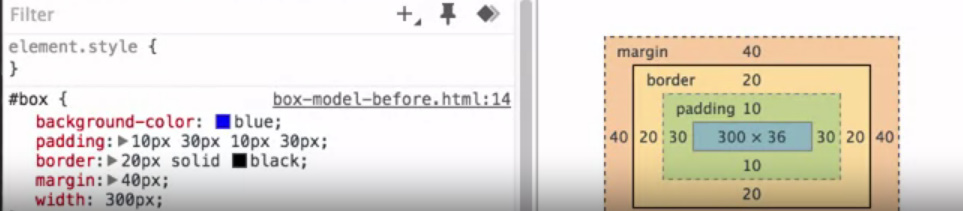 Filter
element.style {
}
#box { box-model-before.html:14
background-color: blue;
padding: 10px 30px 10px 30px;
border: 20px solid black;
margin: 40px;
width: 300px;
margin 40
border 20
padding 10
40 20 30 300 × 36 30 20 40
10
20